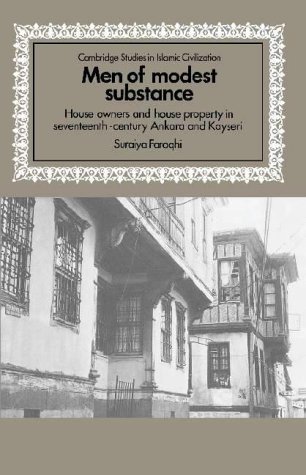 Cambridge Studies in Islamic Civilization
Men of modest
substance
House owners and house property in
seventeenth-century Ankara and Kayseri
Suraiya Faroqhi